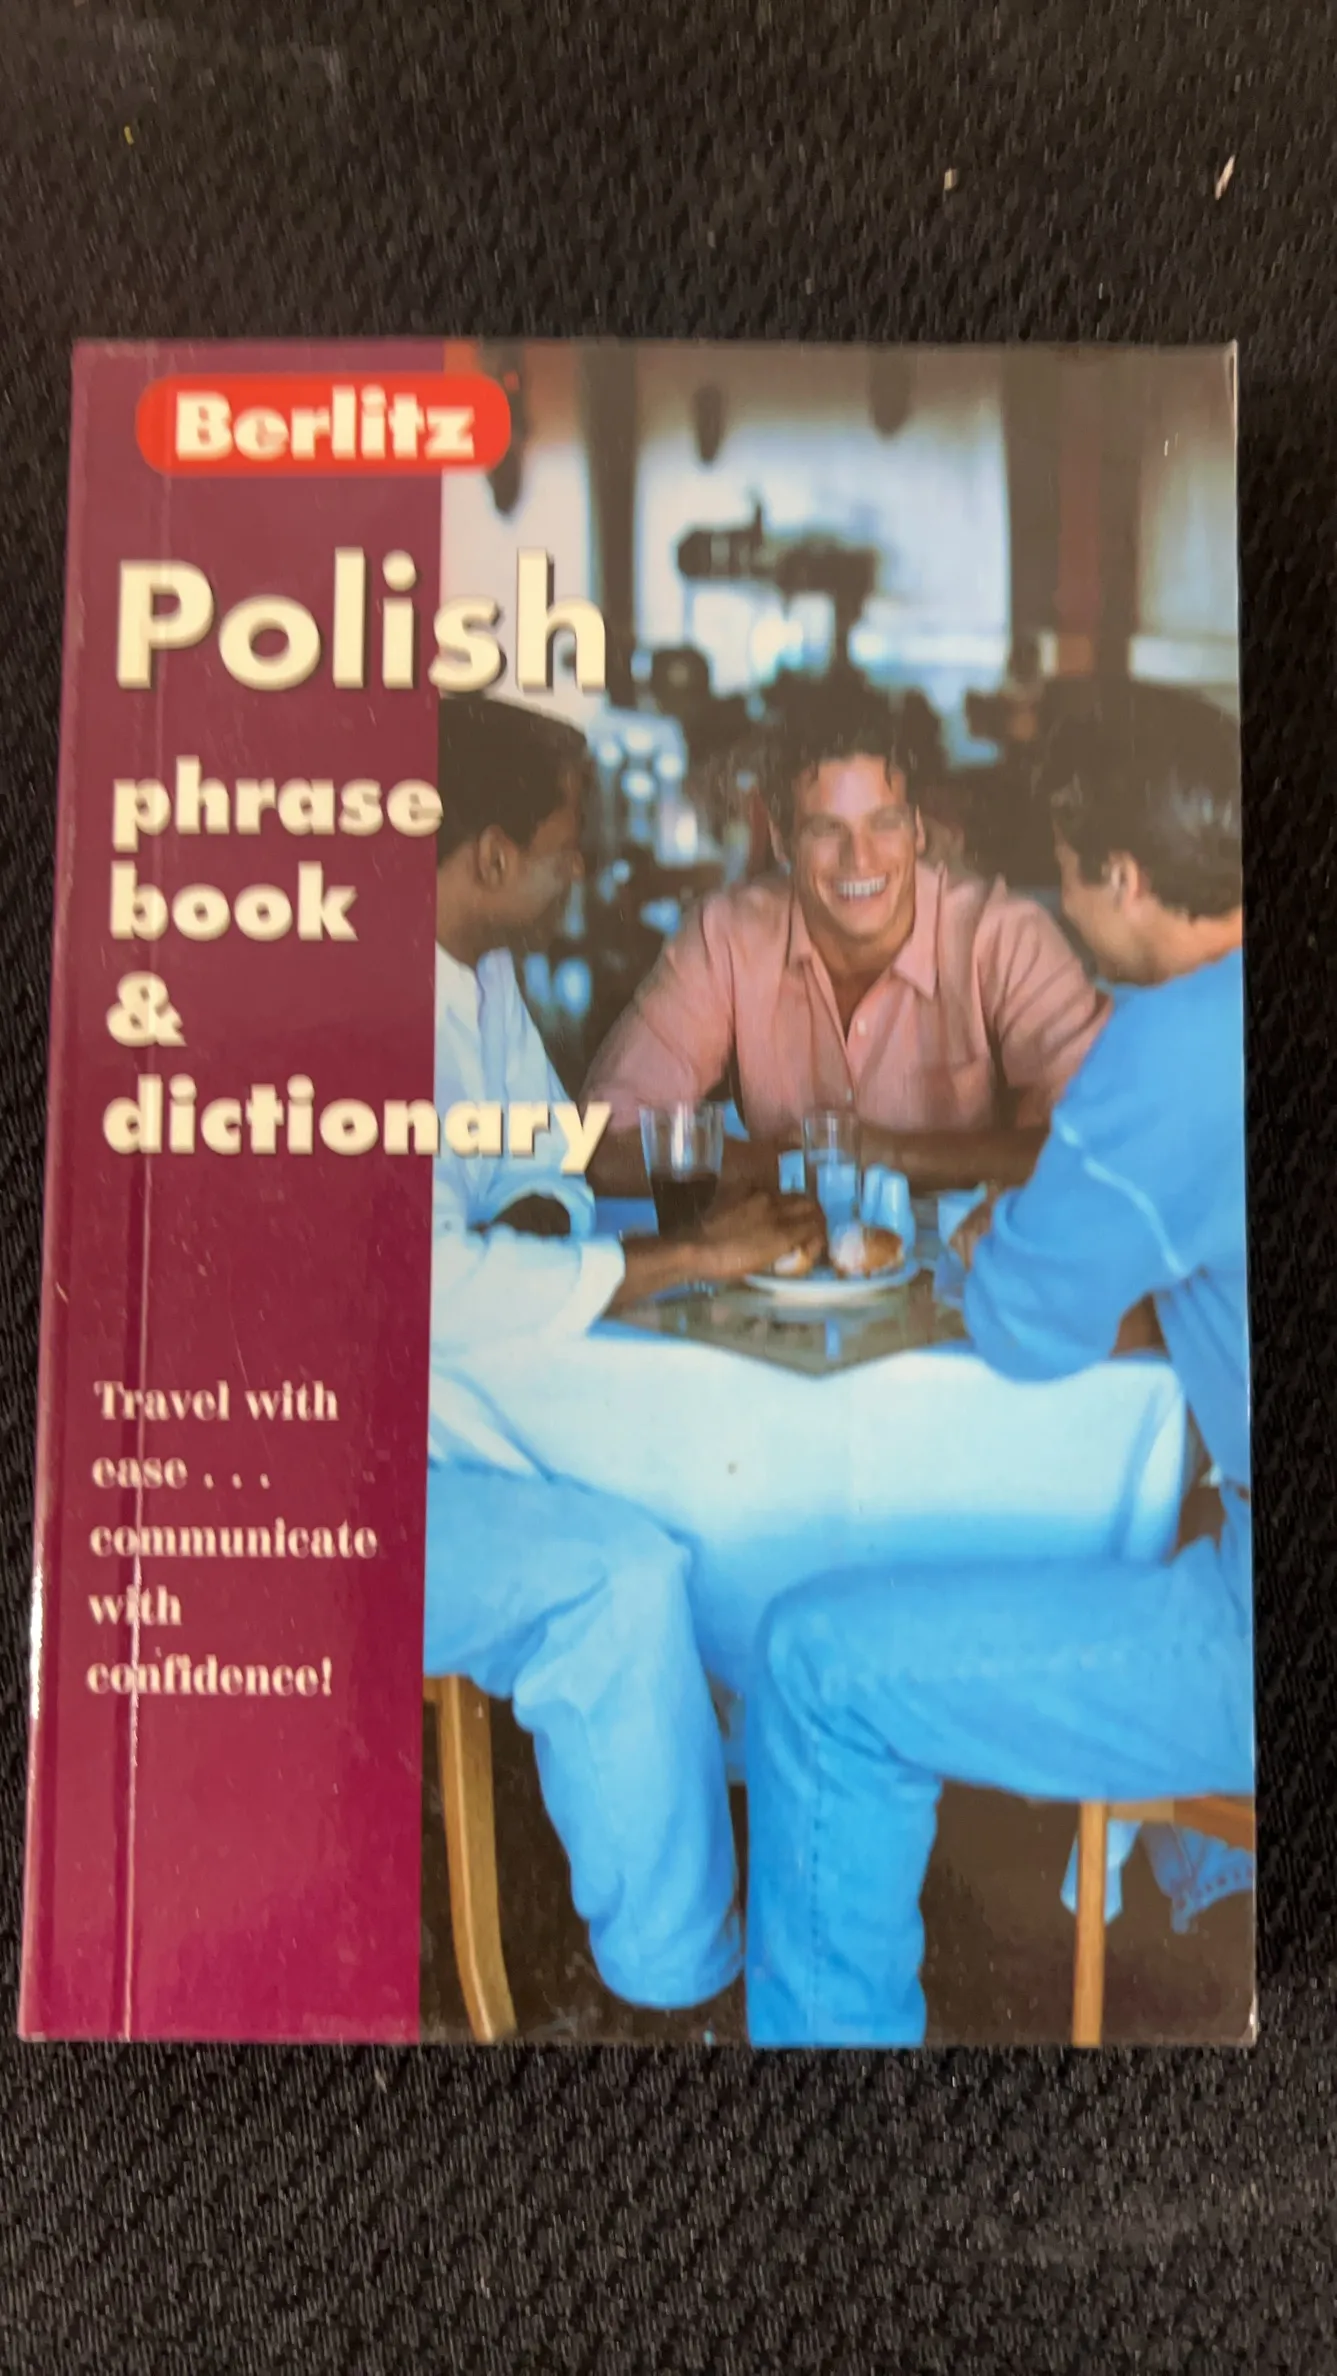 Berlitz
Polish
phrase
book
&
dictionary
Travel with
ease . . .
communicate
with
confidence!